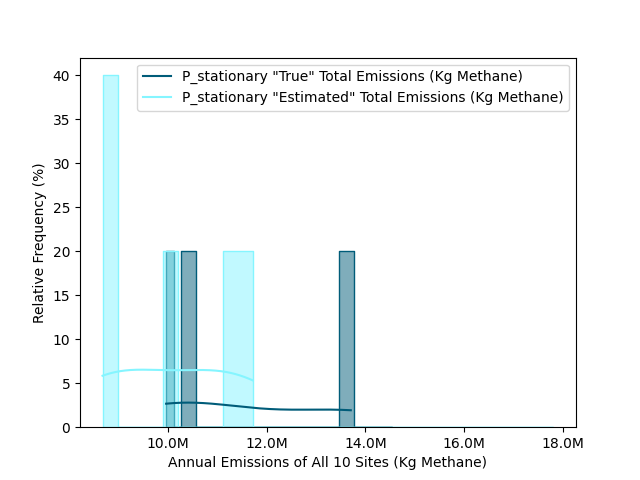 P_stationary "True" Total Emissions (Kg Methane)
P_stationary "Estimated" Total Emissions (Kg Methane)
40
35
30
25
20
15
10
5
0
Relative Frequency (%)
10.0M 12.0M 14.0M 16.0M 18.0M
Annual Emissions of All 10 Sites (Kg Methane)